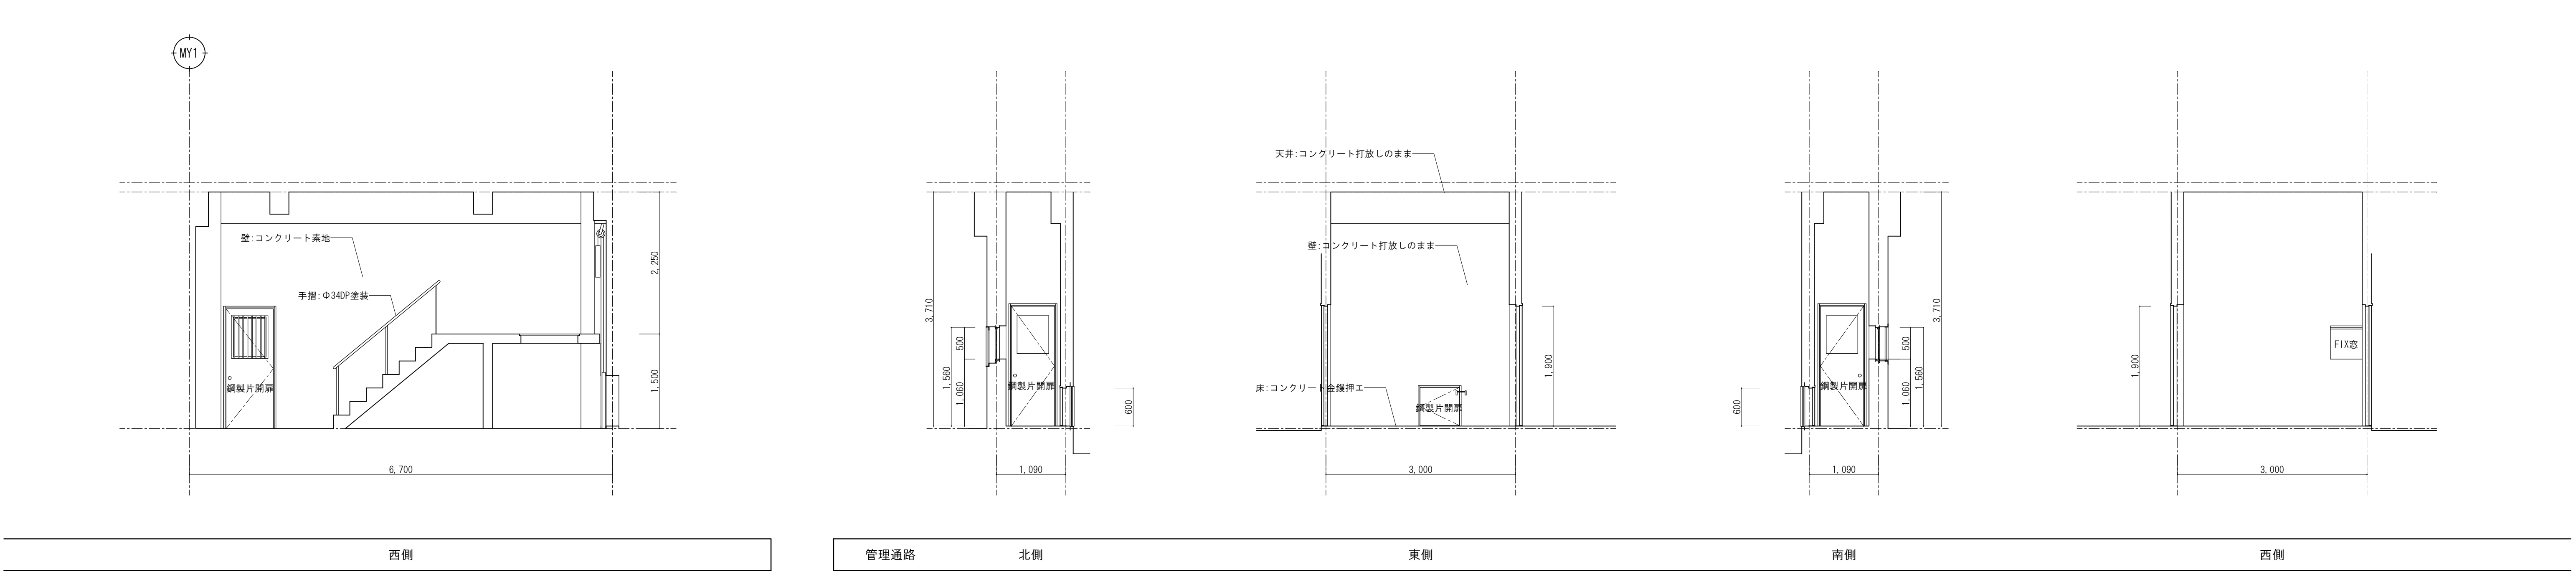 MY1
壁:コンクリート素地
手摺:Φ34DP塗装
鋼製片開扉
2,250
1,500
6,700
西側
3,710
1,560
500
1,060
鋼製片開扉
600
1,090
管理通路
北側
天井:コンクリート打放しのまま
壁:コンクリート打放しのまま
床:コンクリート金鏝押エ
鋼製片開扉
1,900
3,000
東側
600
鋼製片開扉
500
1,060
1,560
3,710
1,090
南側
1,900
FIX窓
3,000
西側